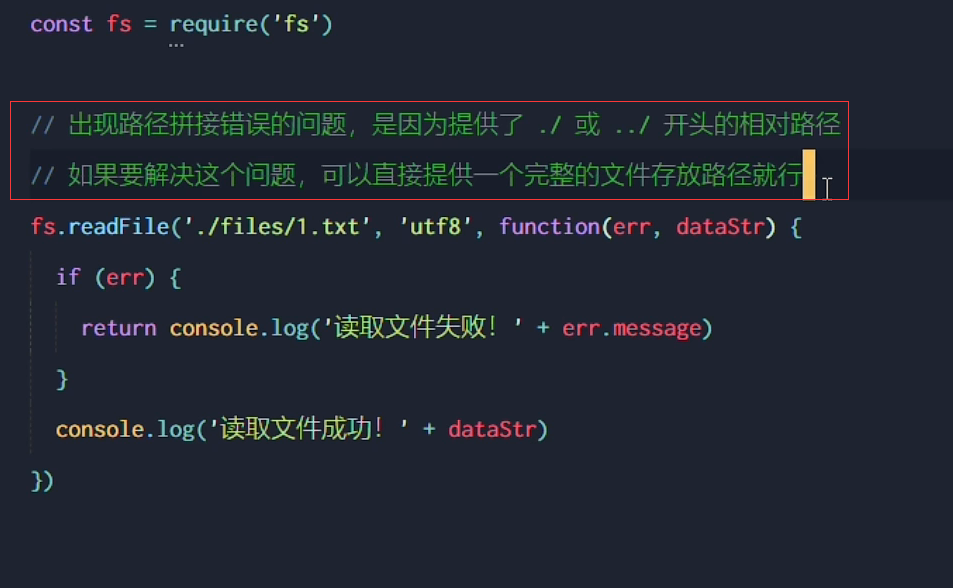 const fs = require('fs')
// 出现路径拼接错误的问题，是因为提供了 ./ 或 ../ 开头的相对路径
// 如果要解决这个问题，可以直接提供一个完整的文件存放路径就行
fs.readFile('./files/1.txt', 'utf8', function(err, dataStr) {
if (err) {
return console.log('读取文件失败！' + err.message)
}
console.log('读取文件成功！' + dataStr)
})